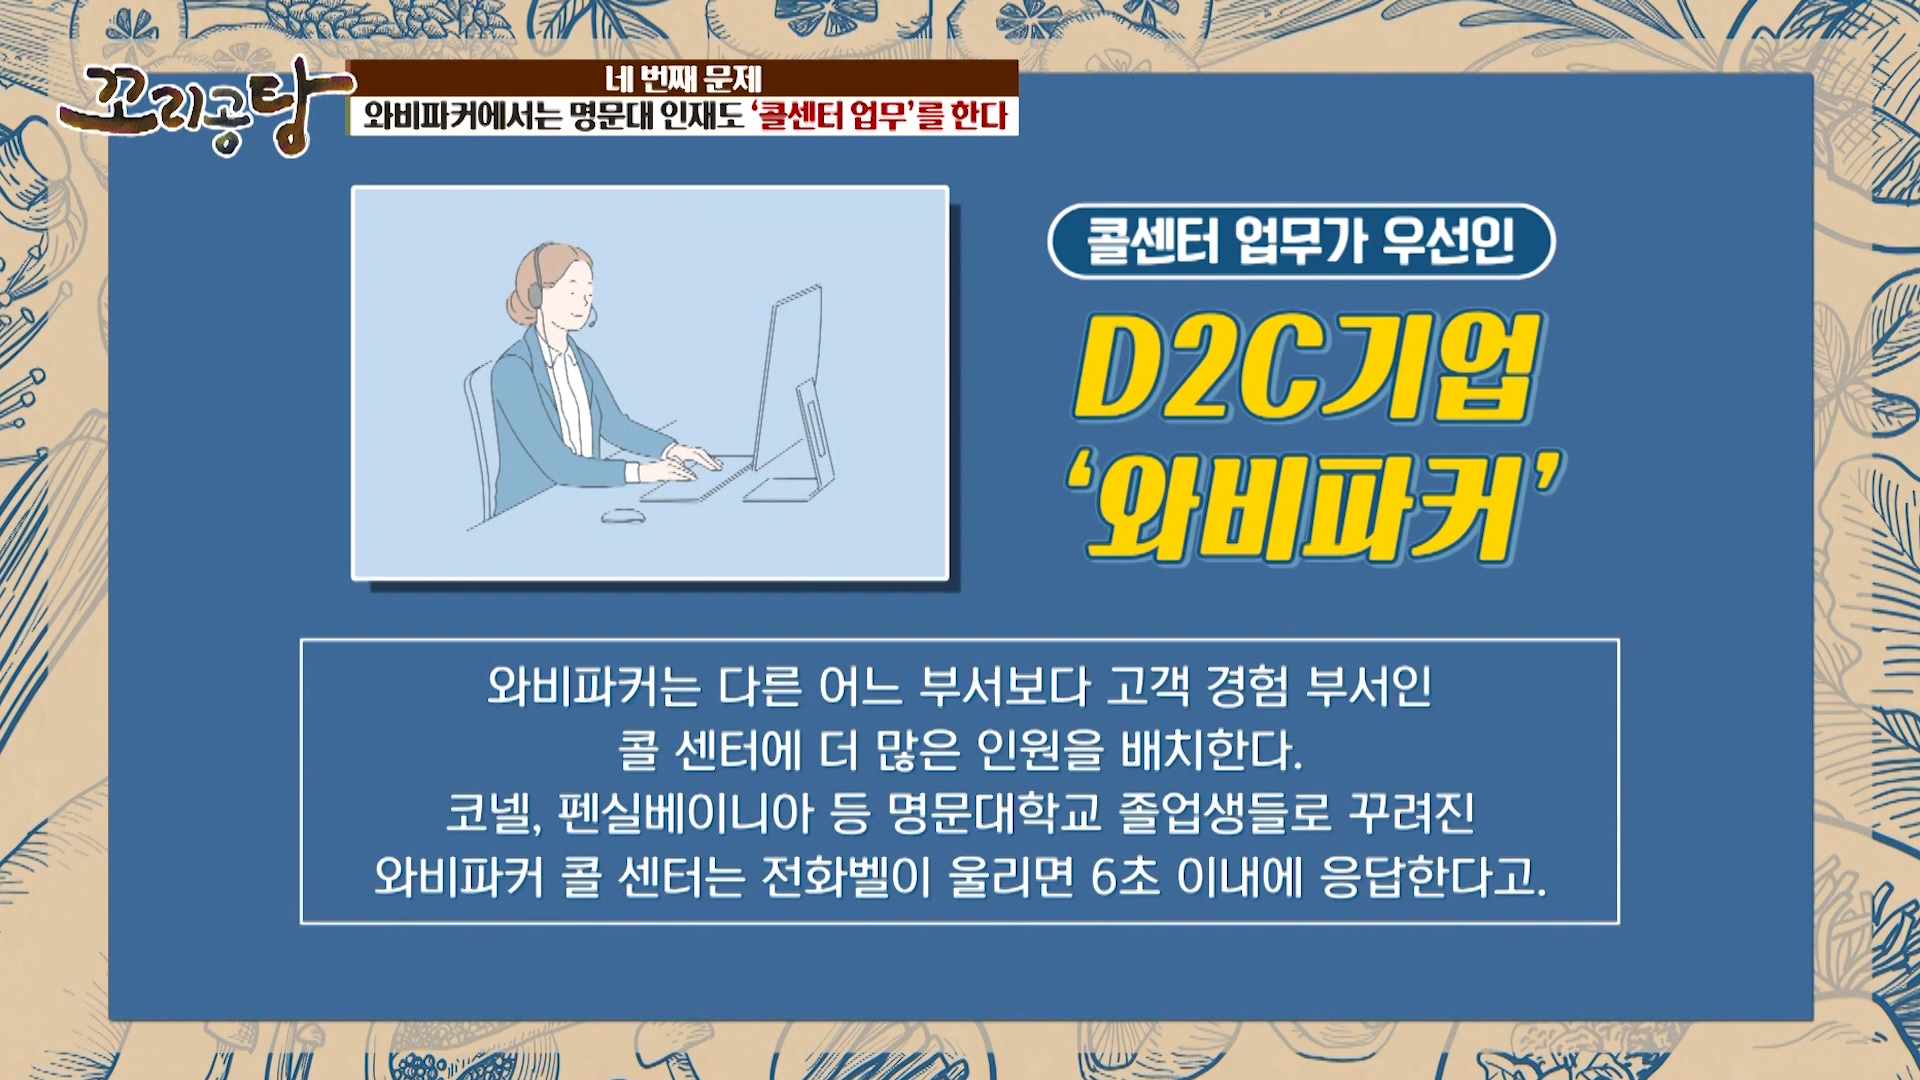 꼬리공탕
네 번째 문제
와비파커에서는 명문대 인재도 ‘콜센터 업무’를 한다
콜센터 업무가 우선인
D2C기업
‘와비파커’
와비파커는 다른 어느 부서보다 고객 경험 부서인
콜 센터에 더 많은 인원을 배치한다.
코넬, 펜실베이니아 등 명문대학교 졸업생들로 꾸려진
와비파커 콜 센터는 전화벨이 울리면 6초 이내에 응답한다고.